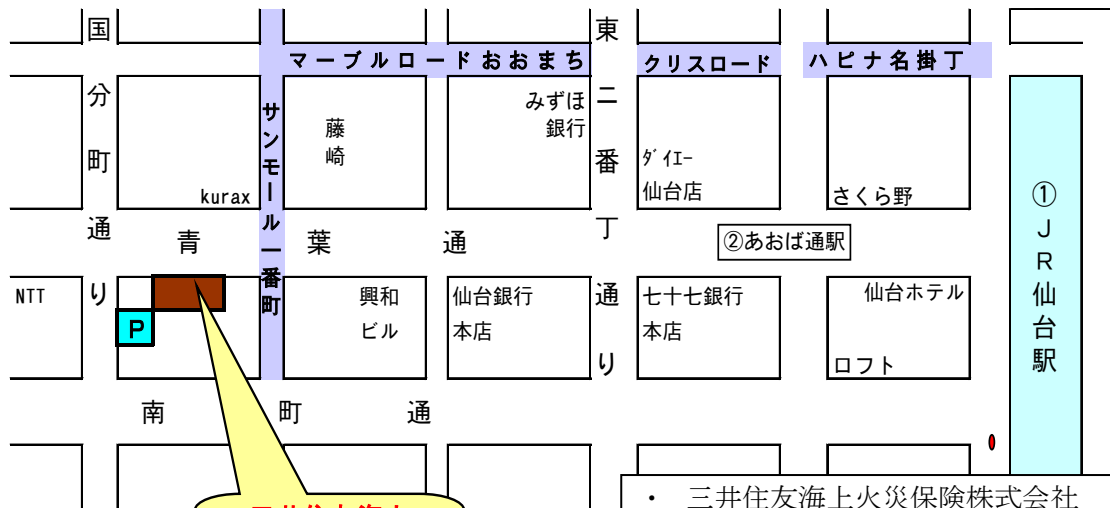 国分町通り
東二番丁通り
マーブルロードおおまち
クリスロード
ハピナ名掛丁
サンモール一番町
藤崎
みずほ
銀行
ダイエー
仙台店
kurax
さくら野
①JR仙台駅
青葉通
②あおば通駅
NTT
P
興和
ビル
仙台銀行
本店
七十七銀行
本店
仙台ホテル
ロフト
南町通
・ 三井住友海上火災保険株式会社